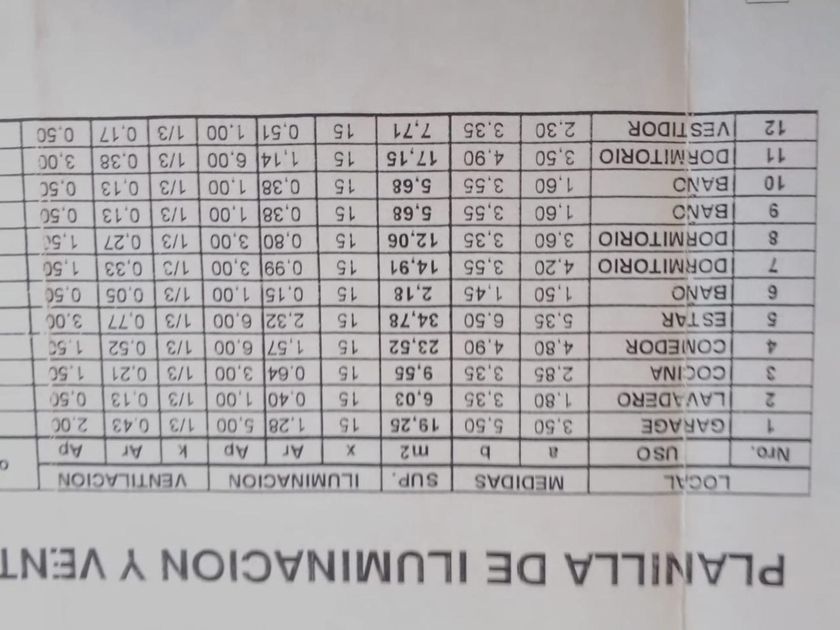 PLANILLA DE ILUMINACION Y VENT
LOCAL MEDIDAS SUP. ILUMINACION VENTILACION
Nro. USO a b m2 x Ar Ap k Ar Ap
1 GARAGE 3,50 5,50 19,25 15 1,28 5,00 1/3 0,43 2,00
2 LAVADERO 1,80 3,35 6,03 15 0,40 1,00 1/3 0,13 0,50
3 COCINA 2,85 3,35 9,55 15 0,64 3,00 1/3 0,21 1,50
4 COMEDOR 4,80 4,90 23,52 15 1,57 6,00 1/3 0,52 1,50
5 ESTAR 5,35 6,50 34,78 15 2,32 6,00 1/3 0,77 3,00
6 BAÑO 1,50 1,45 2,18 15 0,15 1,00 1/3 0,05 0,50
7 DORMITORIO 4,20 3,55 14,91 15 0,99 3,00 1/3 0,33 1,50
8 DORMITORIO 3,60 3,35 12,06 15 0,80 3,00 1/3 0,27 1,50
9 BAÑO 1,60 3,55 5,68 15 0,38 1,00 1/3 0,13 0,50
10 BAÑO 1,60 3,55 5,68 15 0,38 1,00 1/3 0,13 0,50
11 DORMITORIO 3,50 4,90 17,15 15 1,14 6,00 1/3 0,38 3,00
12 VESTIDOR 2,30 3,35 7,71 15 0,51 1,00 1/3 0,17 0,50